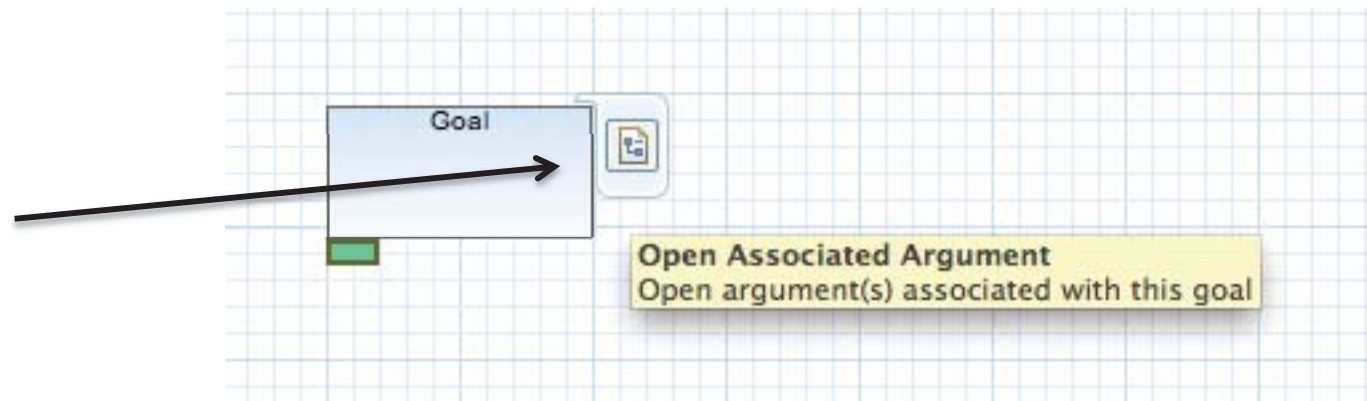 Goal
Open Associated Argument
Open argument(s) associated with this goal